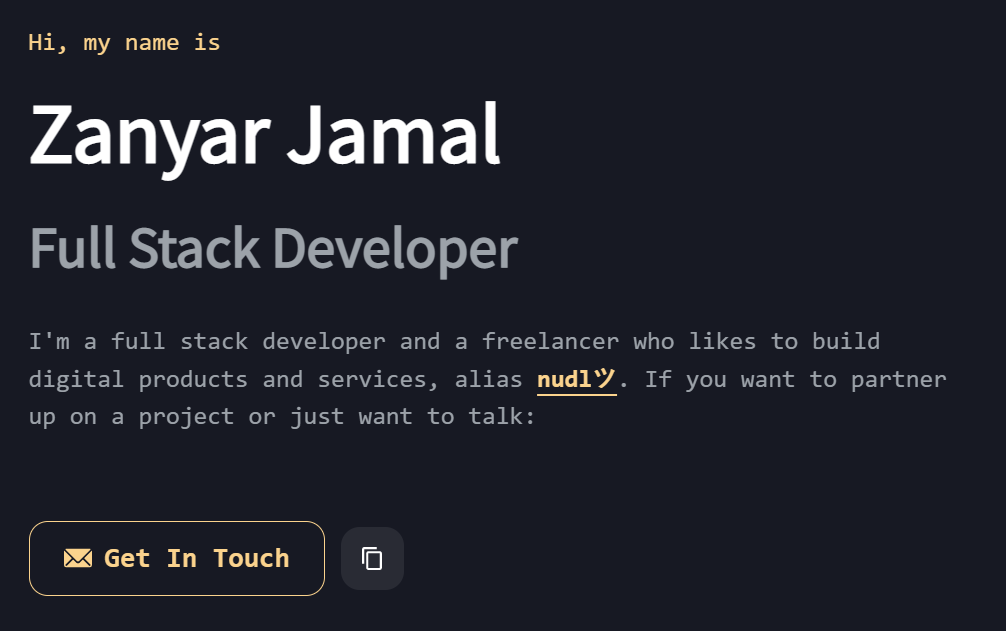 Hi, my name is
Zanyar Jamal
Full Stack Developer
I'm a full stack developer and a freelancer who likes to build
digital products and services, alias nudlツ. If you want to partner
up on a project or just want to talk:
Get In Touch